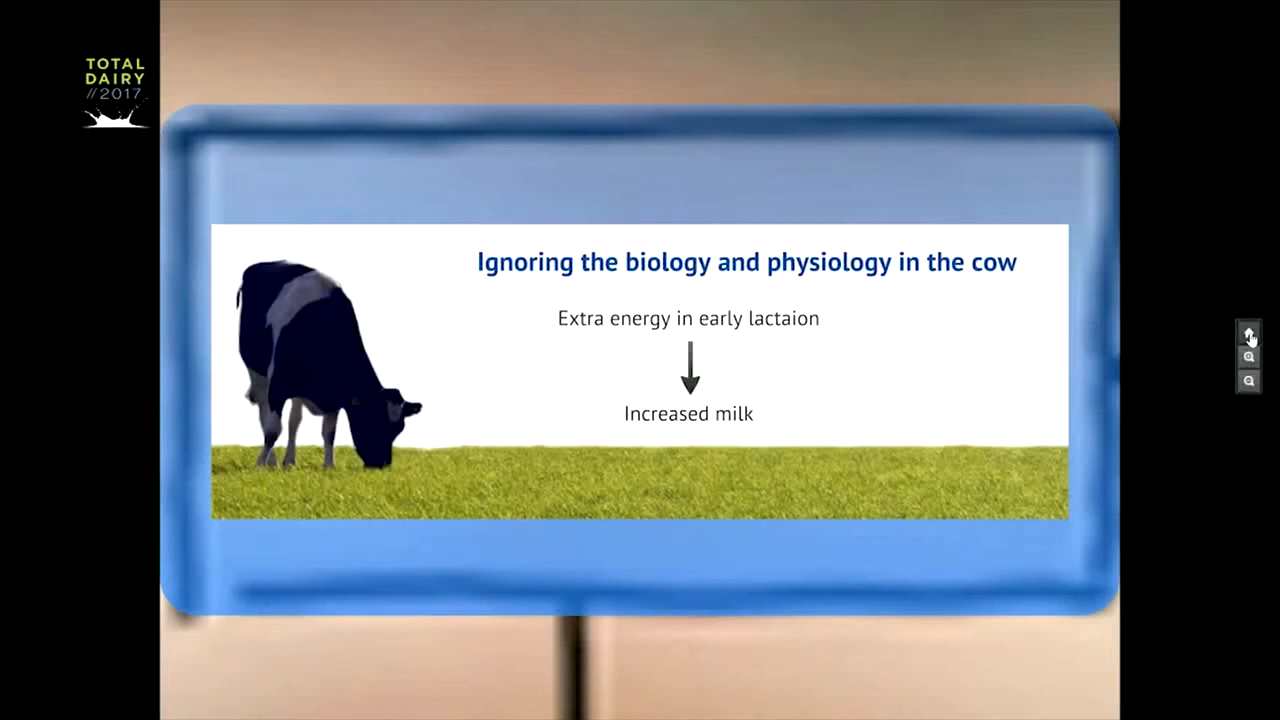 TOTAL
DAIRY
//2017
Ignoring the biology and physiology in the cow
Extra energy in early lactaion
Increased milk